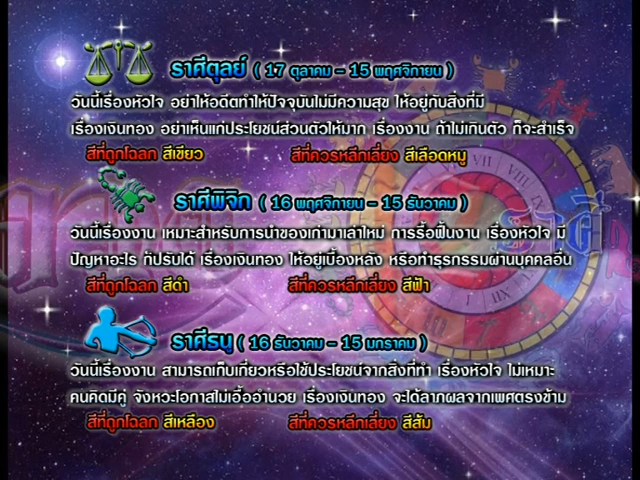 ราศีตุลย์ ( 17 ตุลาคม - 15 พฤศจิกายน )
วันนี้เรื่องหัวใจ อย่าให้อดีตทำให้ปัจจุบันไม่มีความสุข ให้อยู่กับสิ่งที่มี
เรื่องเงินทอง อย่าเห็นแก่ประโยชน์ส่วนตัวให้มาก เรื่องงาน ถ้าไม่เกินตัว ก็จะสำเร็จ
สีที่ถูกโฉลก สีเขียว สีที่ควรหลีกเลี่ยง สีเลือดหมู
ราศีพิจิก ( 16 พฤศจิกายน - 15 ธันวาคม )
วันนี้เรื่องงาน เหมาะสำหรับการนำของเก่ามาเล่าใหม่ การรื้อฟื้นงาน เรื่องหัวใจ มี
ปัญหาอะไร ก็ปรับได้ เรื่องเงินทอง ให้อยู่เบื้องหลัง หรือทำธุรกรรมผ่านบุคคลอื่น
สีที่ถูกโฉลก สีดำ สีที่ควรหลีกเลี่ยง สีฟ้า
ราศีธนู ( 16 ธันวาคม - 15 มกราคม )
วันนี้เรื่องงาน สามารถเก็บเกี่ยวหรือใช้ประโยชน์จากสิ่งที่ทำ เรื่องหัวใจ ไม่เหมาะ
คนคิดมีคู่ จังหวะโอกาสไม่เอื้ออำนวย เรื่องเงินทอง จะได้ลาภผลจากเพศตรงข้าม
สีที่ถูกโฉลก สีเหลือง สีที่ควรหลีกเลี่ยง สีส้ม